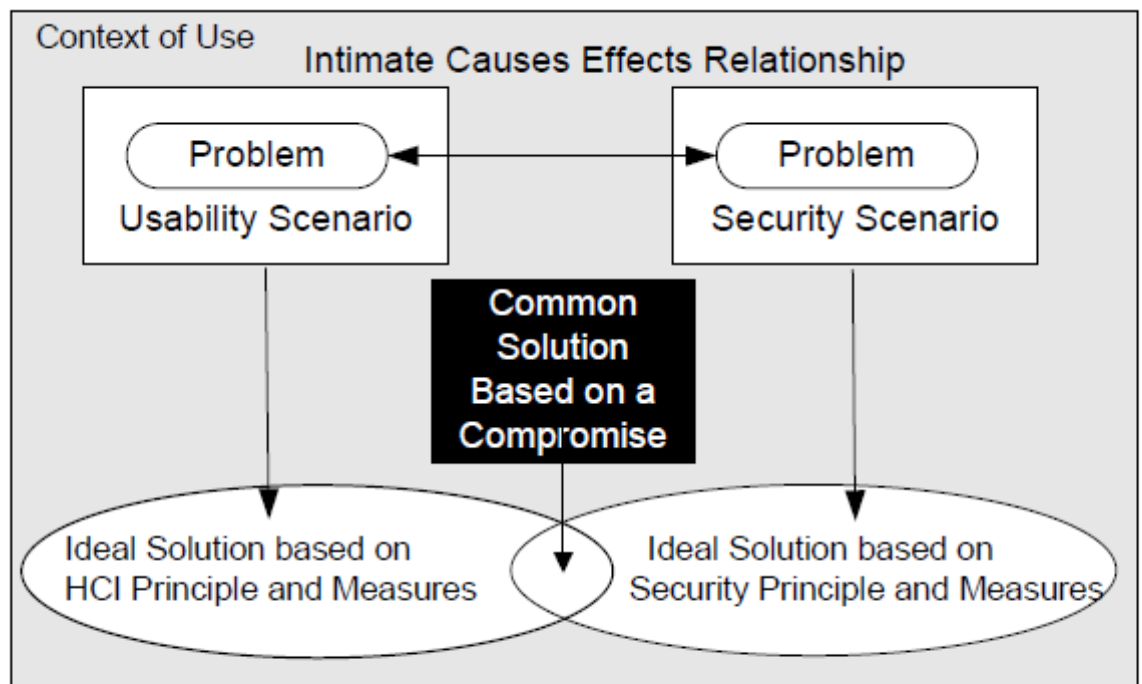 Context of Use
Intimate Causes Effects Relationship
Problem
Usability Scenario
Problem
Security Scenario
Common
Solution
Based on a
Compromise
Ideal Solution based on
HCI Principle and Measures
Ideal Solution based on
Security Principle and Measures